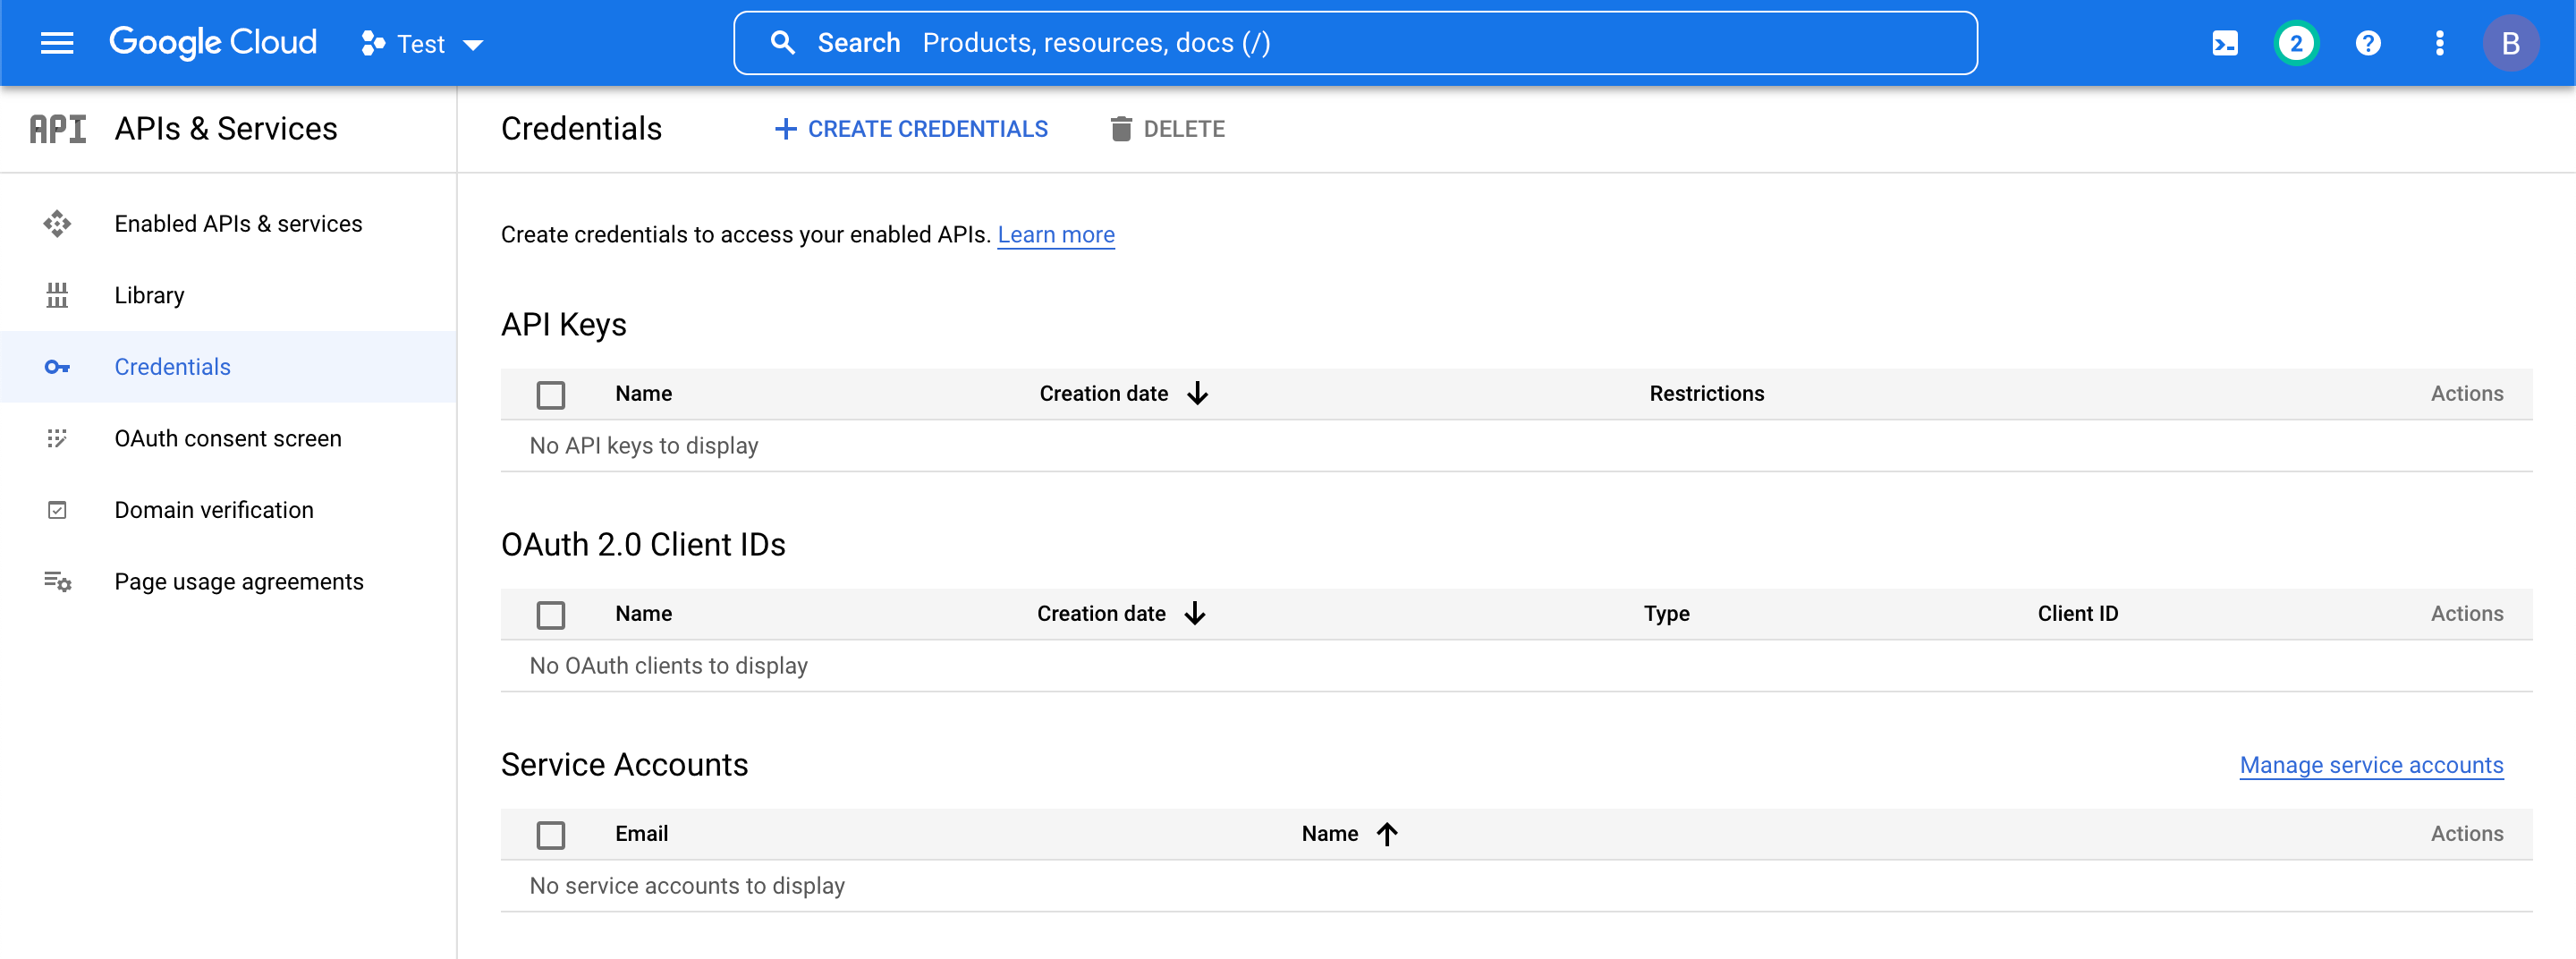 Google Cloud Test Search Products, resources, docs (/) 2 B
API APIs & Services Credentials CREATE CREDENTIALS DELETE
Enabled APIs & services
Library
Credentials
OAuth consent screen
Domain verification
Page usage agreements
Create credentials to access your enabled APIs. Learn more
API Keys
Name Creation date Restrictions Actions
No API keys to display
OAuth 2.0 Client IDs
Name Creation date Type Client ID Actions
No OAuth clients to display
Service Accounts Manage service accounts
Email Name Actions
No service accounts to display